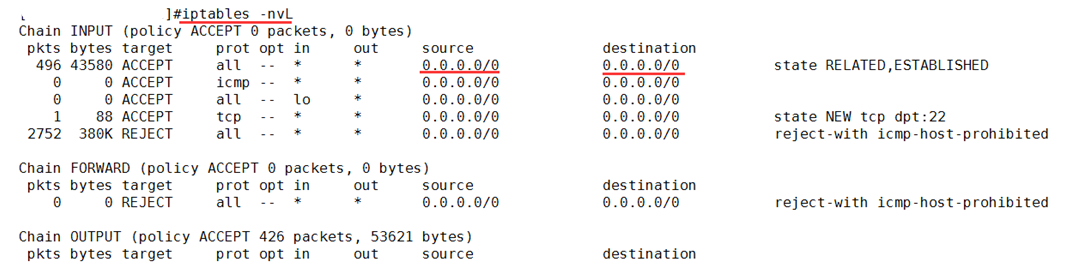 [ ]#iptables -nvL
Chain INPUT (policy ACCEPT 0 packets, 0 bytes)
 pkts bytes target     prot opt in     out     source               destination
  496 43580 ACCEPT     all  --  *      *       0.0.0.0/0            0.0.0.0/0           state RELATED,ESTABLISHED
    0     0 ACCEPT     icmp --  *      *       0.0.0.0/0            0.0.0.0/0
    0     0 ACCEPT     all  --  lo     *       0.0.0.0/0            0.0.0.0/0
    1    88 ACCEPT     tcp  --  *      *       0.0.0.0/0            0.0.0.0/0           state NEW tcp dpt:22
 2752  380K REJECT     all  --  *      *       0.0.0.0/0            0.0.0.0/0           reject-with icmp-host-prohibited
Chain FORWARD (policy ACCEPT 0 packets, 0 bytes)
 pkts bytes target     prot opt in     out     source               destination
    0     0 REJECT     all  --  *      *       0.0.0.0/0            0.0.0.0/0           reject-with icmp-host-prohibited
Chain OUTPUT (policy ACCEPT 426 packets, 53621 bytes)
 pkts bytes target     prot opt in     out     source               destination